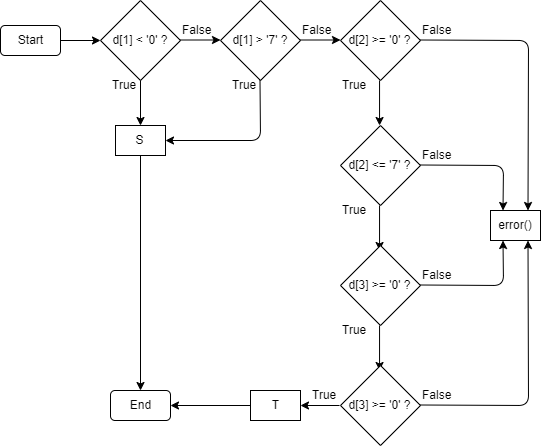 Start
d[1] < '0' ?
False
d[1] > '7' ?
False
d[2] >= '0' ?
False
True
True
True
S
d[2] <= '7' ?
False
True
error()
d[3] >= '0' ?
False
True
End
T
True
d[3] >= '0' ?
False